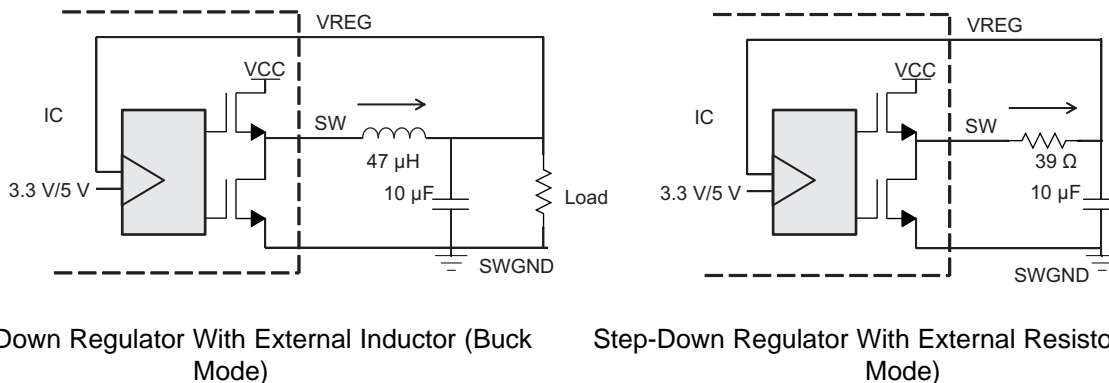 VREG
VCC
IC
SW
47 µH
3.3 V/5 V
10 µF
Load
SWGND
Down Regulator With External Inductor (Buck
Mode)
VREG
VCC
IC
SW
39 Ω
3.3 V/5 V
10 µF
SWGND
Step-Down Regulator With External Resisto
Mode)